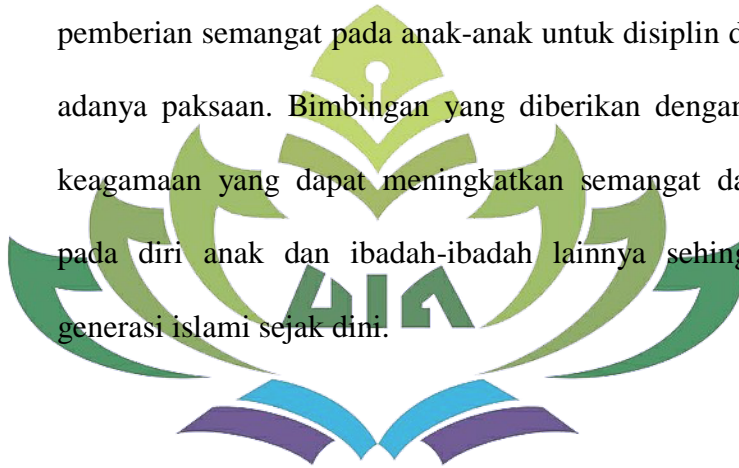 pemberian semangat pada anak-anak untuk disiplin d
adanya paksaan. Bimbingan yang diberikan dengan
keagamaan yang dapat meningkatkan semangat da
pada diri anak dan ibadah-ibadah lainnya sehing
UIN
generasi islami sejak dini.